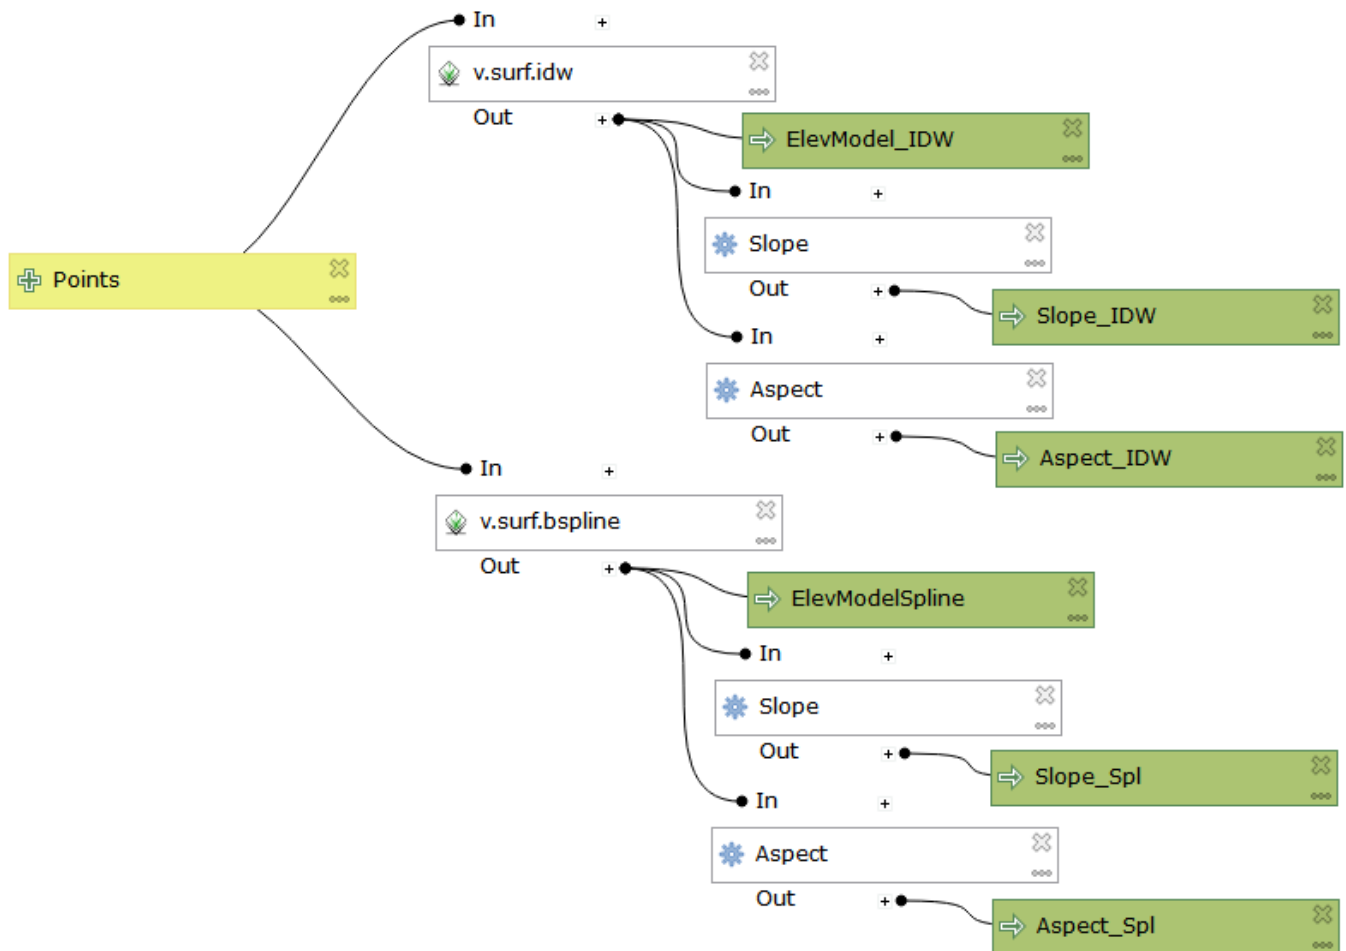 In
v.surf.idw
Out
ElevModel_IDW
In
Slope
Out
Slope_IDW
In
Aspect
Out
Aspect_IDW
Points
In
v.surf.bspline
Out
ElevModelSpline
In
Slope
Out
Slope_Spl
In
Aspect
Out
Aspect_Spl